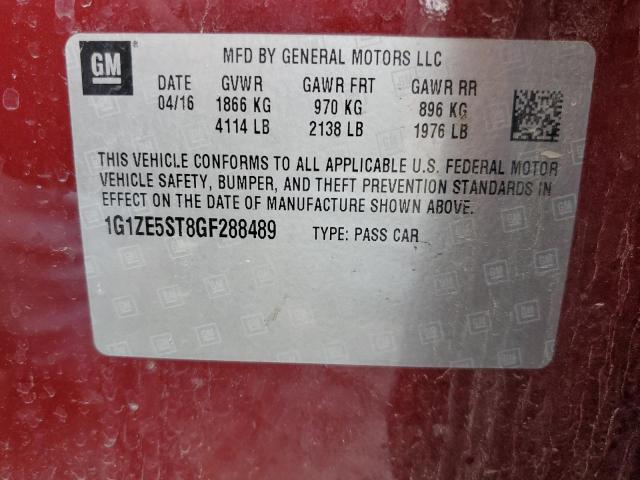 GM
MFD BY GENERAL MOTORS LLC
DATE GVWR GAWR FRT GAWR RR
04/16 1866 KG 970 KG 896 KG
4114 LB 2138 LB 1976 LB
THIS VEHICLE CONFORMS TO ALL APPLICABLE U.S. FEDERAL MOTOR
VEHICLE SAFETY, BUMPER, AND THEFT PREVENTION STANDARDS IN
EFFECT ON THE DATE OF MANUFACTURE SHOWN ABOVE.
1G1ZE5ST8GF288489 TYPE: PASS CAR